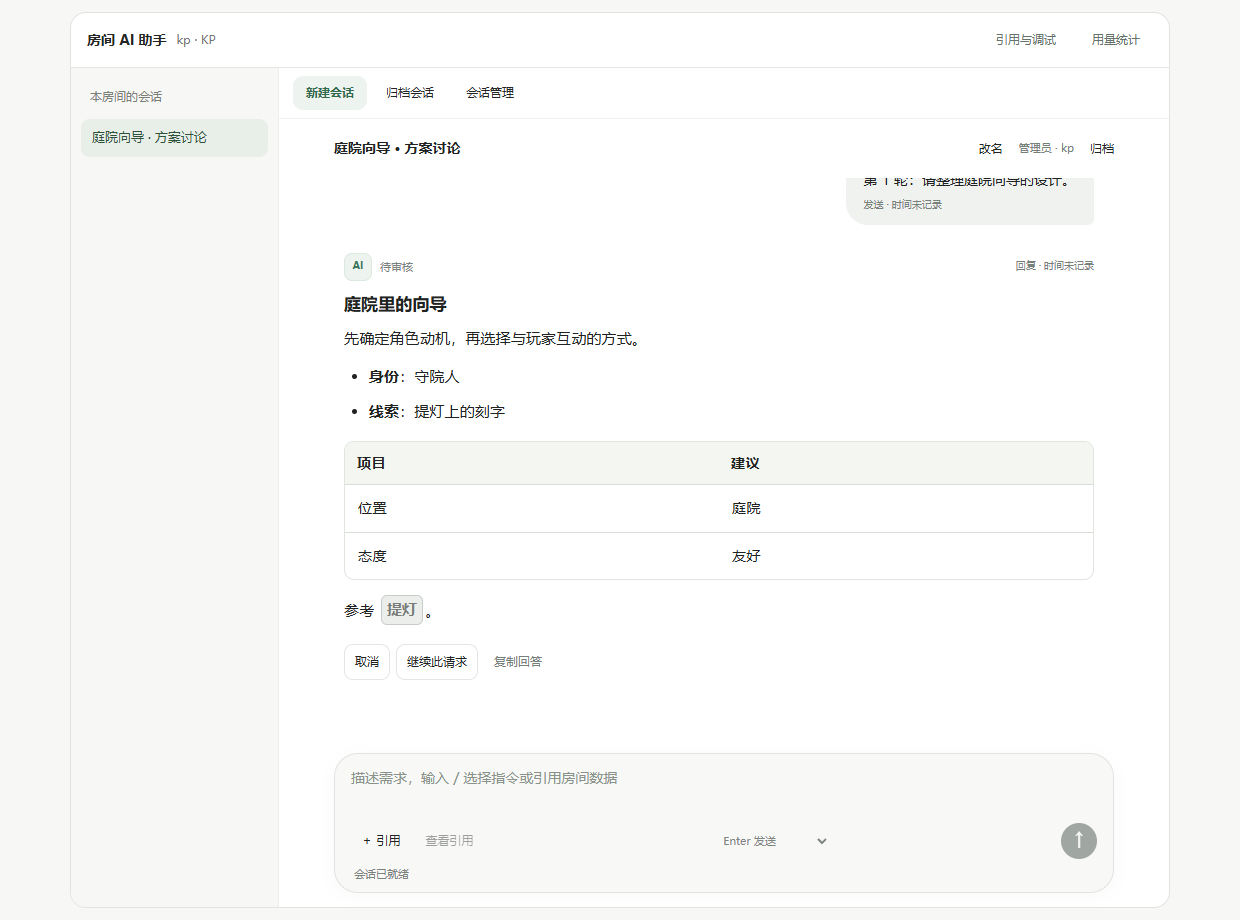 房间 AI 助手 kp · KP
引用与调试 用量统计
本房间的会话
庭院向导 · 方案讨论
新建会话 归档会话 会话管理
庭院向导 • 方案讨论
改名 管理员 · kp 归档
第 1 轮：请整理庭院向导的设计。
发送 · 时间未记录
AI 待审核
回复 · 时间未记录
庭院里的向导
先确定角色动机，再选择与玩家互动的方式。
• 身份：守院人
• 线索：提灯上的刻字
项目 建议
位置 庭院
态度 友好
参考 提灯 。
取消 继续此请求 复制回答
描述需求，输入 / 选择指令或引用房间数据
+ 引用 查看引用 Enter 发送
会话已就绪